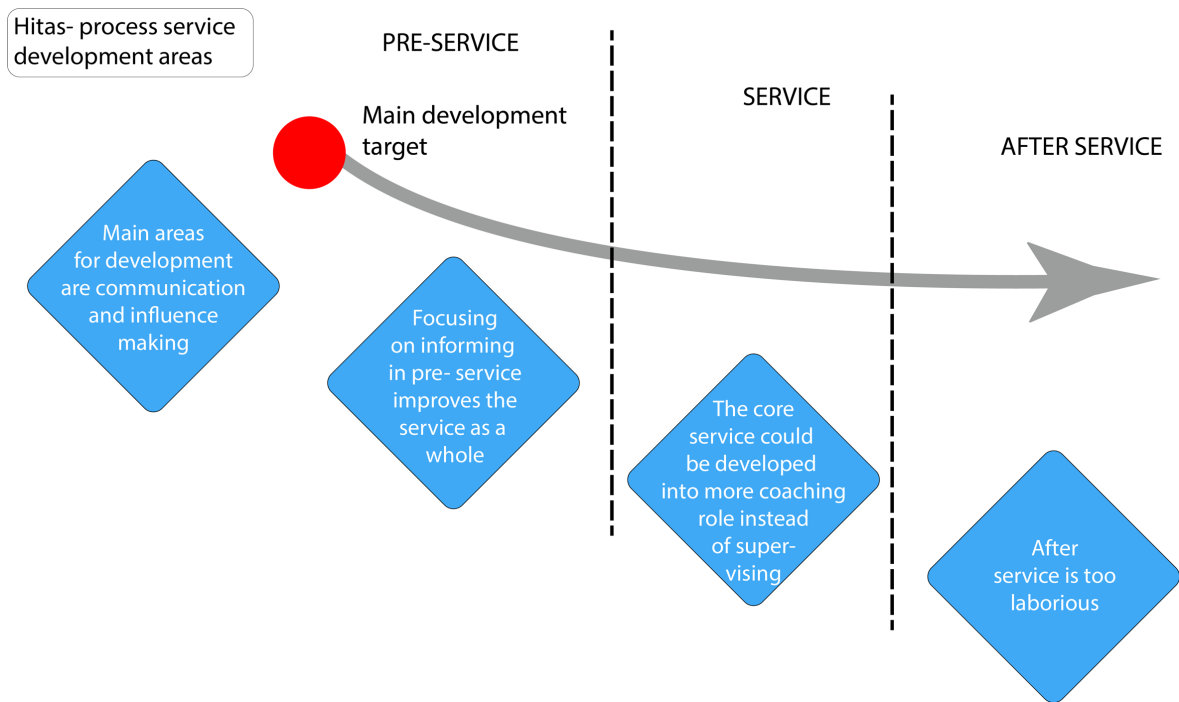 Hitas- process service
development areas
PRE-SERVICE
SERVICE
AFTER SERVICE
Main development
target
Main areas
for development
are communication
and influence
making
Focusing
on informing
in pre- service
improves the
service as a
whole
The core
service could
be developed
into more coaching
role instead
of super-
vising
After
service is too
laborious